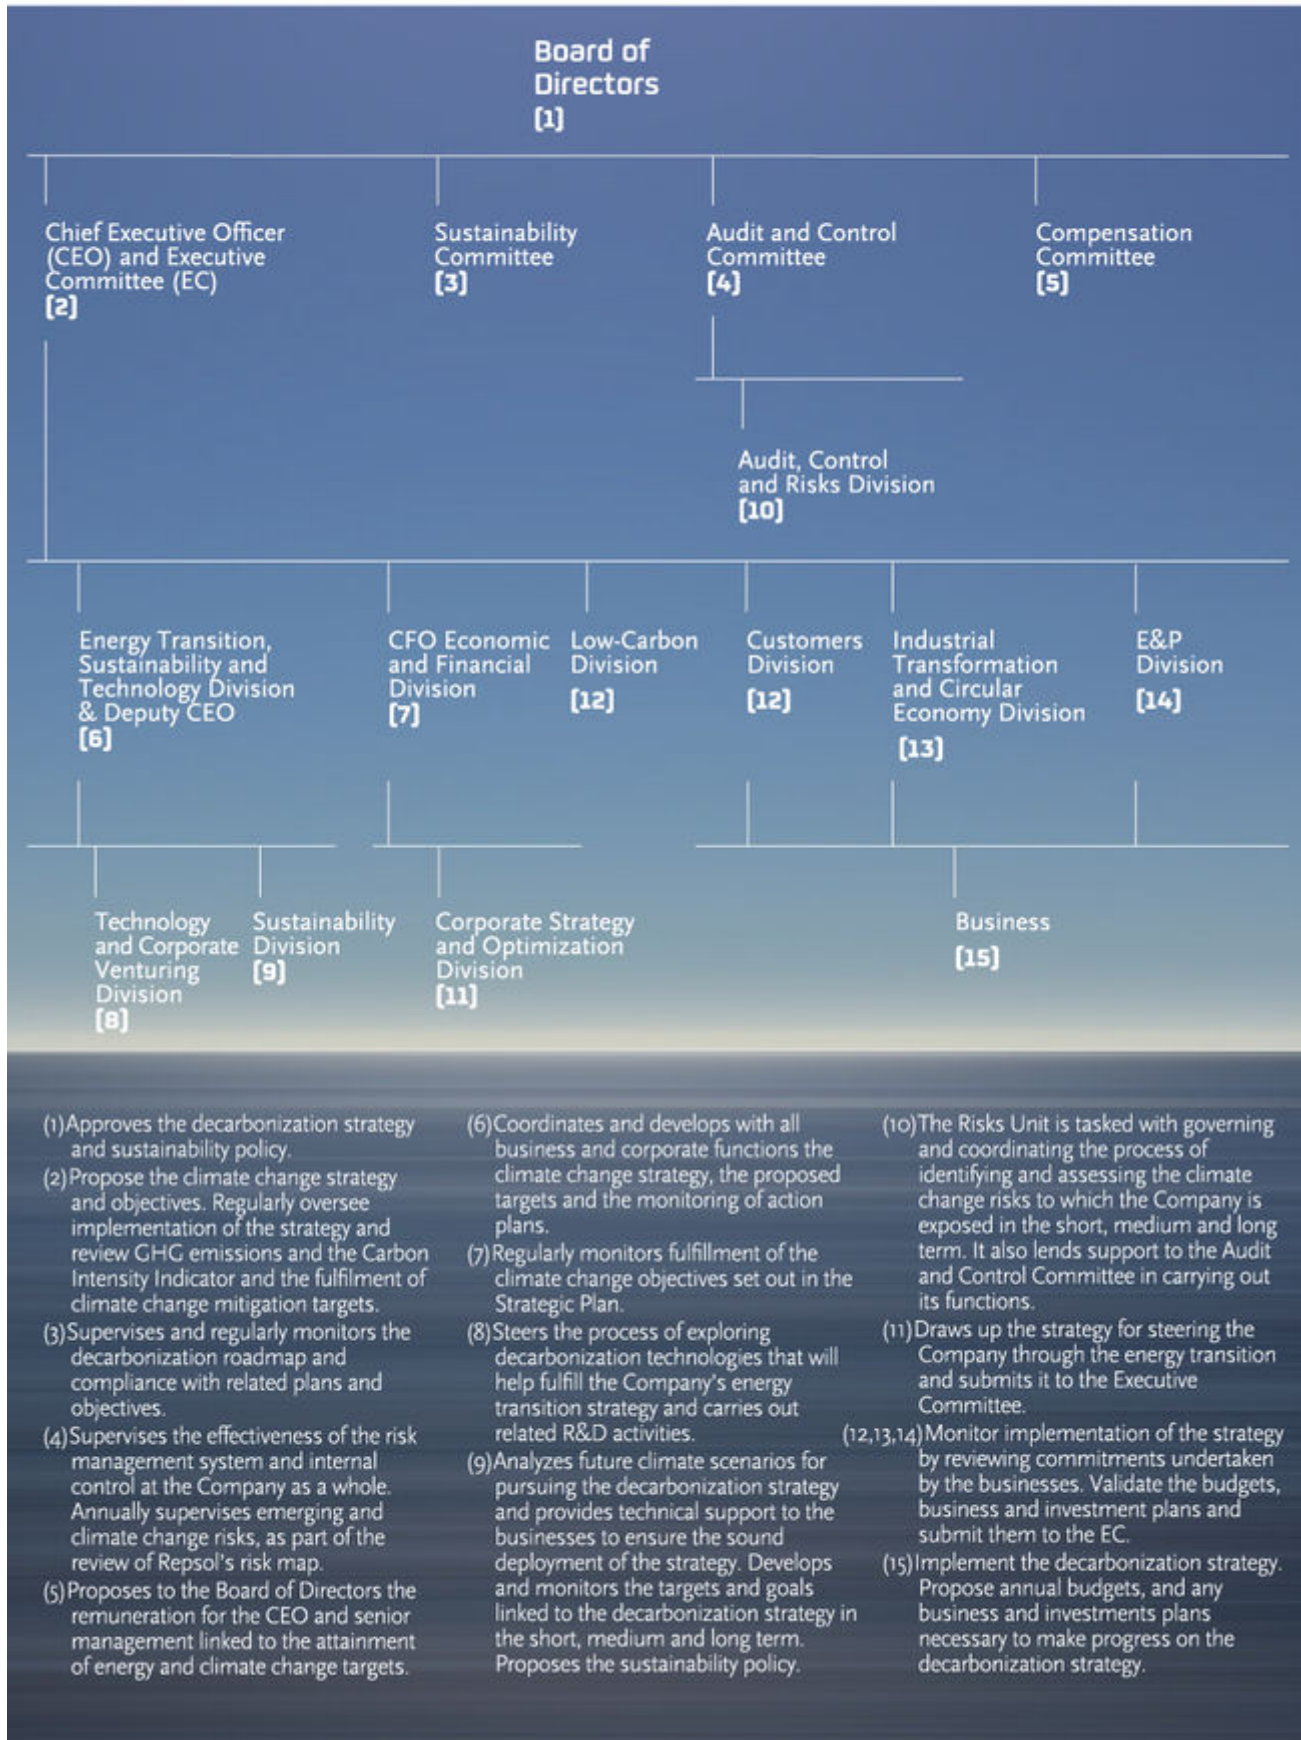 Board of
Directors
[1]
Chief Executive Officer
(CEO) and Executive
Committee (EC)
[2]
Sustainability
Committee
[3]
Audit and Control
Committee
[4]
Compensation
Committee
[5]
Audit, Control
and Risks Division
[10]
Energy Transition,
Sustainability and
Technology Division
& Deputy CEO
[6]
CFO Economic
and Financial
Division
[7]
Low-Carbon
Division
[12]
Customers
Division
[12]
Industrial
Transformation
and Circular
Economy Division
[13]
E&P
Division
[14]
Technology
and Corporate
Venturing
Division
[8]
Sustainability
Division
[9]
Corporate Strategy
and Optimization
Division
[11]
Business
[15]
(1)Approves the decarbonization strategy
and sustainability policy.
(2)Propose the climate change strategy
and objectives. Regularly oversee
implementation of the strategy and
review GHG emissions and the Carbon
Intensity Indicator and the fulfilment of
climate change mitigation targets.
(3)Supervises and regularly monitors the
decarbonization roadmap and
compliance with related plans and
objectives.
(4)Supervises the effectiveness of the risk
management system and internal
control at the Company as a whole.
Annually supervises emerging and
climate change risks, as part of the
review of Repsol's risk map.
(5)Proposes to the Board of Directors the
remuneration for the CEO and senior
management linked to the attainment
of energy and climate change targets.
(6)Coordinates and develops with all
business and corporate functions the
climate change strategy, the proposed
targets and the monitoring of action
plans.
(7)Regularly monitors fulfillment of the
climate change objectives set out in the
Strategic Plan.
(8)Steers the process of exploring
decarbonization technologies that will
help fulfill the Company's energy
transition strategy and carries out
related R&D activities.
(9)Analyzes future climate scenarios for
pursuing the decarbonization strategy
and provides technical support to the
businesses to ensure the sound
deployment of the strategy. Develops
and monitors the targets and goals
linked to the decarbonization strategy in
the short, medium and long term.
Proposes the sustainability policy.
(10)The Risks Unit is tasked with governing
and coordinating the process of
identifying and assessing the climate
change risks to which the Company is
exposed in the short, medium and long
term. It also lends support to the Audit
and Control Committee in carrying out
its functions.
(11)Draws up the strategy for steering the
Company through the energy transition
and submits it to the Executive
Committee.
(12,13,14)Monitor implementation of the strategy
by reviewing commitments undertaken
by the businesses. Validate the budgets,
business and investment plans and
submit them to the EC.
(15)Implement the decarbonization strategy.
Propose annual budgets, and any
business and investments plans
necessary to make progress on the
decarbonization strategy.